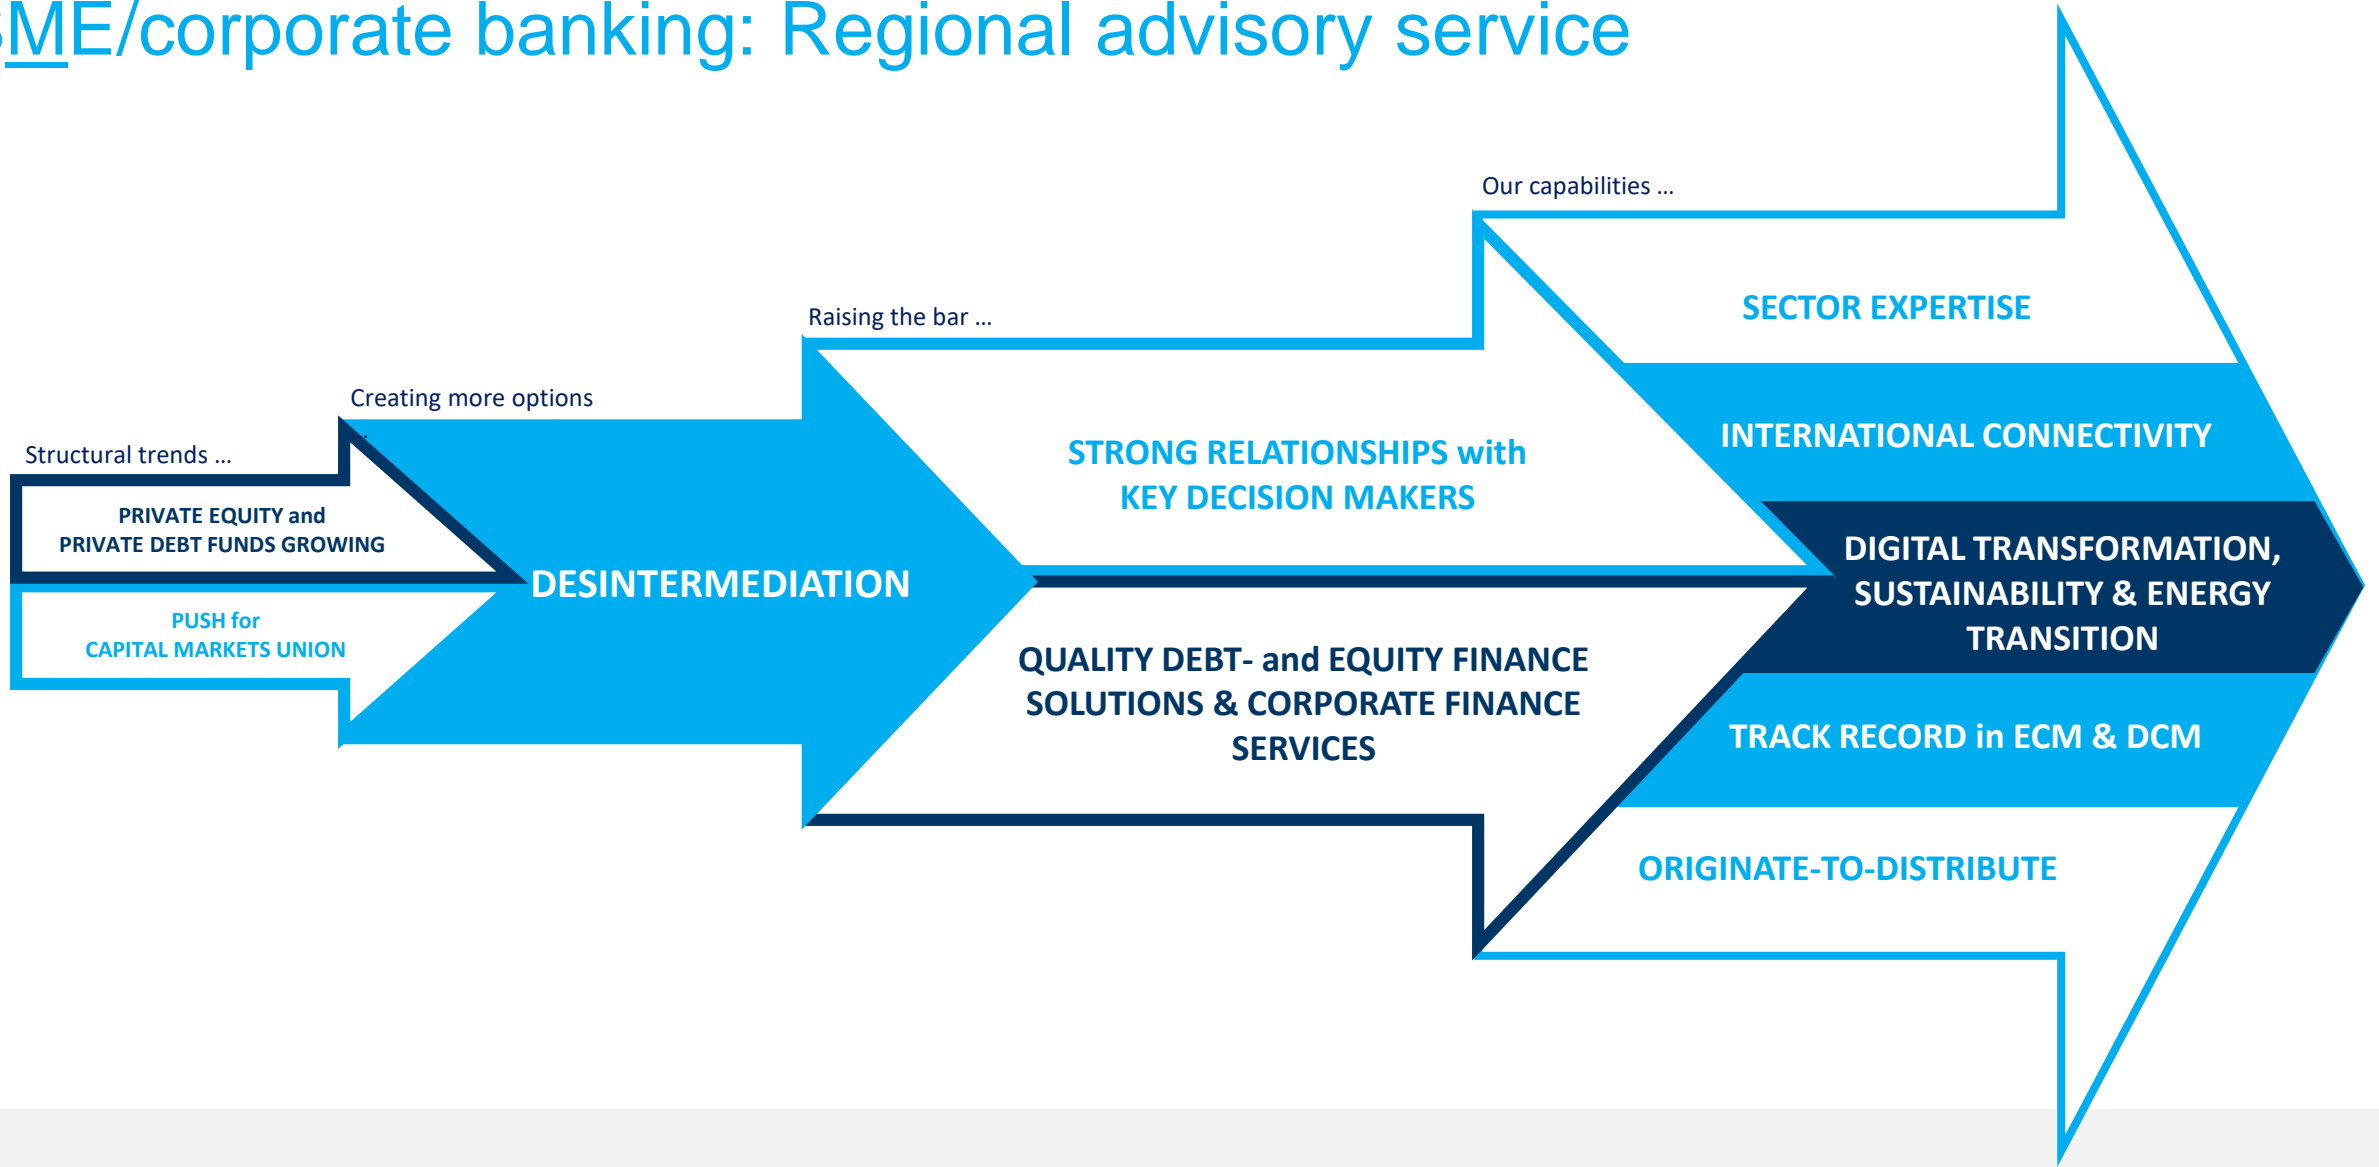 SME/corporate banking: Regional advisory service
Our capabilities ...
SECTOR EXPERTISE
Raising the bar ...
INTERNATIONAL CONNECTIVITY
Creating more options
.
Structural trends ...
STRONG RELATIONSHIPS with
KEY DECISION MAKERS
PRIVATE EQUITY and
PRIVATE DEBT FUNDS GROWING
DESINTERMEDIATION
DIGITAL TRANSFORMATION,
SUSTAINABILITY & ENERGY
TRANSITION
PUSH for
CAPITAL MARKETS UNION
QUALITY DEBT- and EQUITY FINANCE
SOLUTIONS & CORPORATE FINANCE
SERVICES
TRACK RECORD in ECM & DCM
ORIGINATE-TO-DISTRIBUTE